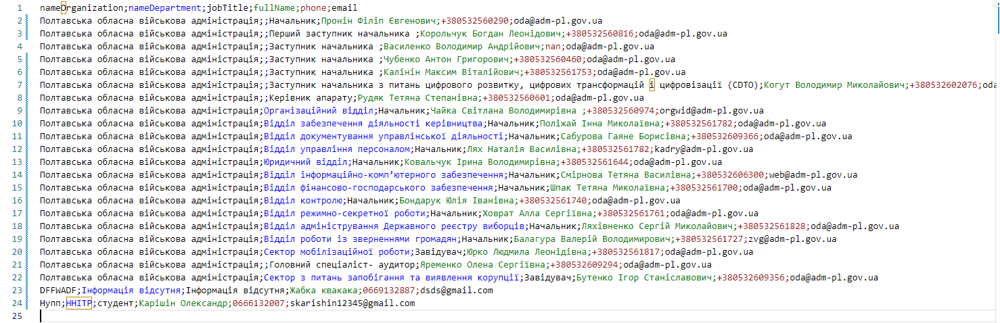 1 nameOrganization;nameDepartment;jobTitle;fullName;phone;email
2 Полтавська обласна військова адміністрація;;Начальник;Пронін Філіп Євгенович;+380532560290;oda@adm-pl.gov.ua
3 Полтавська обласна військова адміністрація;;Перший заступник начальника ;Корольчук Богдан Леонідович;+380532560816;oda@adm-pl.gov.ua
4 Полтавська обласна військова адміністрація;;Заступник начальника ;Василенко Володимир Андрійович;nan;oda@adm-pl.gov.ua
5 Полтавська обласна військова адміністрація;;Заступник начальника ;Чубенко Антон Григорович;+380532560460;oda@adm-pl.gov.ua
6 Полтавська обласна військова адміністрація;;Заступник начальника ;Калінін Максим Віталійович;+380532561753;oda@adm-pl.gov.ua
7 Полтавська обласна військова адміністрація;;Заступник начальника з питань цифрового розвитку, цифрових трансформацій і цифровізації (CDTO);Когут Володимир Миколайович;+380532602076;oda
8 Полтавська обласна військова адміністрація;;Керівник апарату;Рудяк Тетяна Степанівна;+380532560601;oda@adm-pl.gov.ua
9 Полтавська обласна військова адміністрація;Організаційний відділ;Начальник;Чайка Світлана Володимирівна ;+380532560974;orgwid@adm-pl.gov.ua
10 Полтавська обласна військова адміністрація;Відділ забезпечення діяльності керівництва;Начальник;Поліжай Інна Миколаївна;+380532561782;oda@adm-pl.gov.ua
11 Полтавська обласна військова адміністрація;Відділ документування управлінської діяльності;Начальник;Сабурова Гаяне Борисівна;+380532609366;oda@adm-pl.gov.ua
12 Полтавська обласна військова адміністрація;Відділ управління персоналом;Начальник;Лях Наталія Василівна;+380532561782;kadry@adm-pl.gov.ua
13 Полтавська обласна військова адміністрація;Юридичний відділ;Начальник;Ковальчук Ірина Володимирівна;+380532561644;oda@adm-pl.gov.ua
14 Полтавська обласна військова адміністрація;Відділ інформаційно-комп’ютерного забезпечення;Начальник;Смірнова Тетяна Василівна;+380532606300;web@adm-pl.gov.ua
15 Полтавська обласна військова адміністрація;Відділ фінансово-господарського забезпечення;Начальник;Шпак Тетяна Миколаївна;+380532561700;oda@adm-pl.gov.ua
16 Полтавська обласна військова адміністрація;Відділ контролю;Начальник;Бондарук Юлія Іванівна;+380532561740;oda@adm-pl.gov.ua
17 Полтавська обласна військова адміністрація;Відділ режимно-секретної роботи;Начальник;Ховрат Алла Сергіївна;+380532561761;oda@adm-pl.gov.ua
18 Полтавська обласна військова адміністрація;Відділ адміністрування Державного реєстру виборців;Начальник;Ляхівненко Сергій Миколайович;+380532561828;oda@adm-pl.gov.ua
19 Полтавська обласна військова адміністрація;Відділ роботи із зверненнями громадян;Начальник;Балагура Валерій Володимирович;+380532561727;zvg@adm-pl.gov.ua
20 Полтавська обласна військова адміністрація;Сектор мобілізаційної роботи;Завідувач;Юрко Людмила Леонідівна;+380532561817;oda@adm-pl.gov.ua
21 Полтавська обласна військова адміністрація;;Головний спеціаліст- аудитор;Яременко Олена Сергіївна;+380532609294;oda@adm-pl.gov.ua
22 Полтавська обласна військова адміністрація;Сектор з питань запобігання та виявлення корупції;Завідувач;Бутенко Ігор Станіславович;+380532609356;oda@adm-pl.gov.ua
23 DFFWADF;Інформація відсутня;Інформація відсутня;Жабка квакака;0669132887;dsds@gmail.com
24 Нупп;ННІТР;студент;Карішін Олександр;0666132007;skarishin12345@gmail.com
25